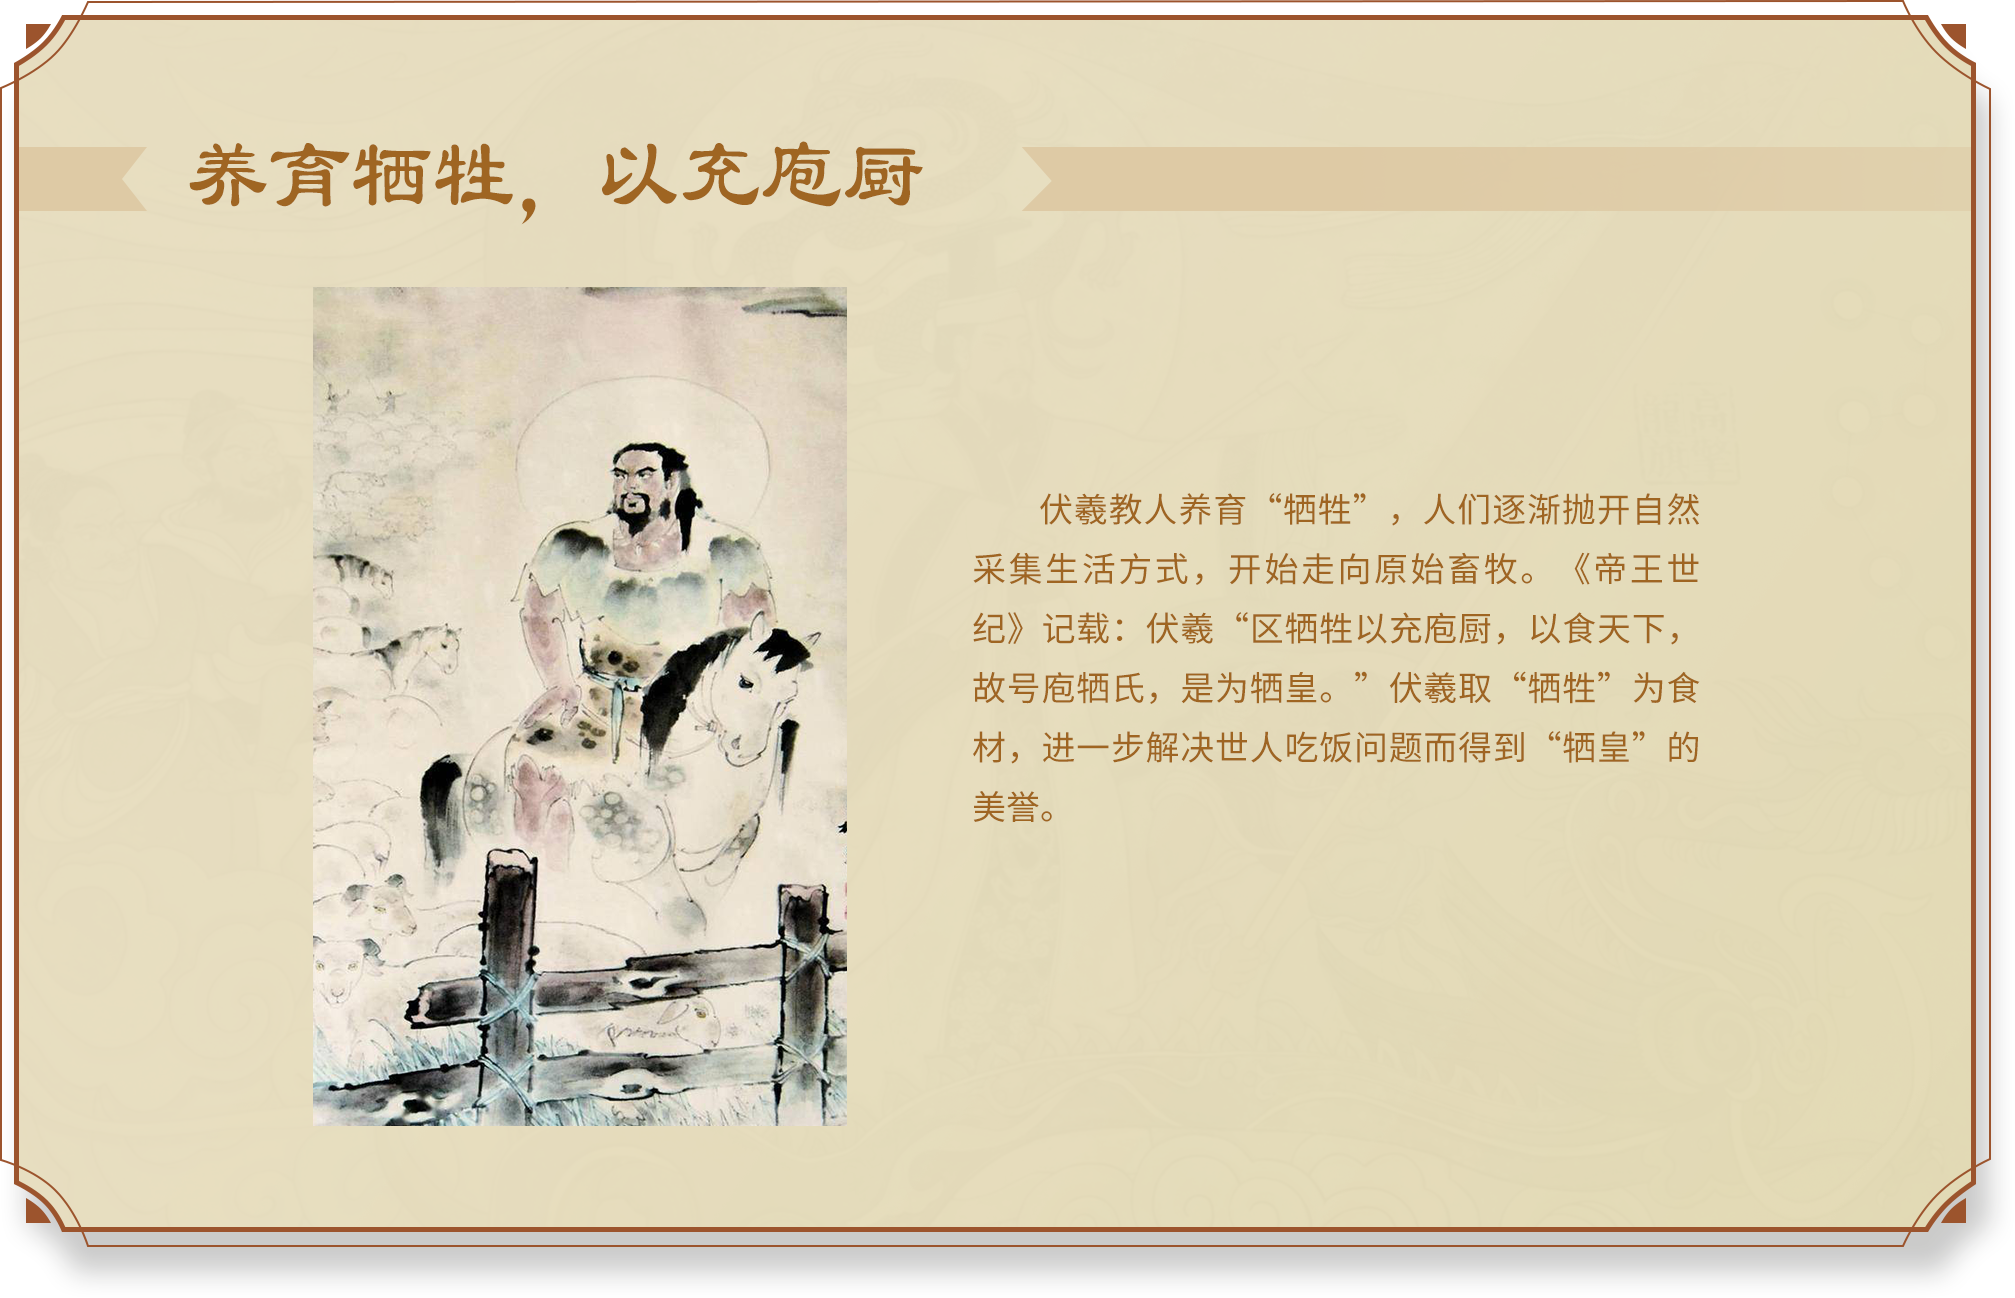 养育牺牲，以充庖厨
伏羲教人养育“牺牲”，人们逐渐抛开自然
采集生活方式，开始走向原始畜牧。《帝王世
纪》记载：伏羲“区牺牲以充庖厨，以食天下，
故号庖牺氏，是为牺皇。”伏羲取“牺牲”为食
材，进一步解决世人吃饭问题而得到“牺皇”的
美誉。